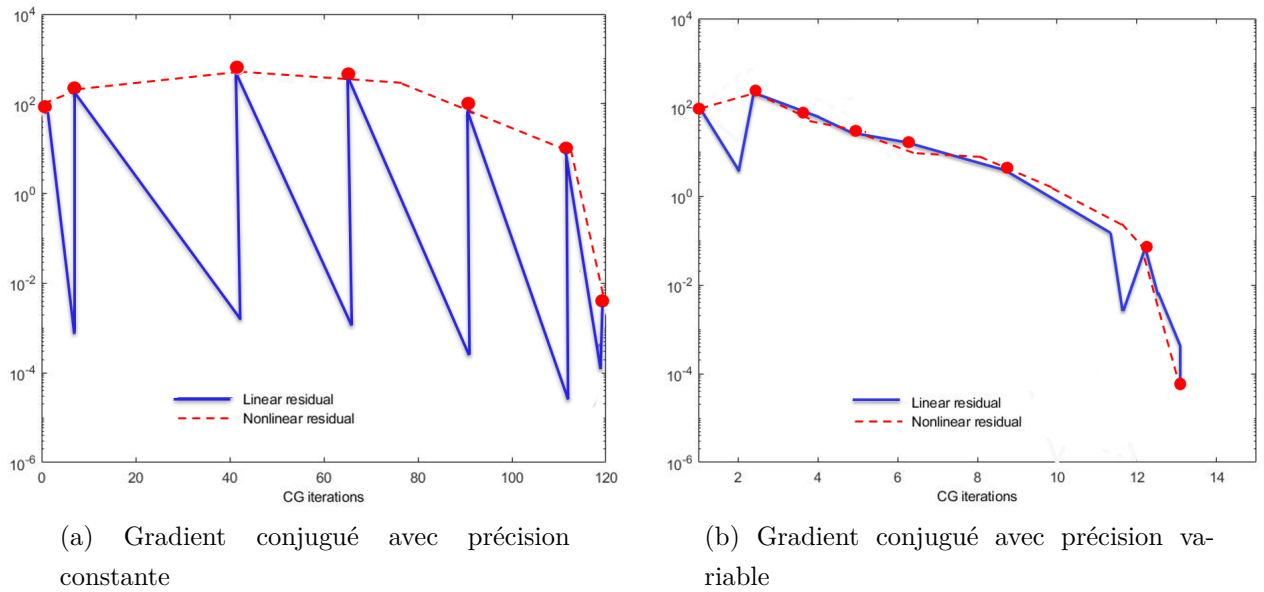 10^4
10^2
10^0
10^-2
10^-4
10^-6
0 20 40 60 80 100 120
CG iterations
Linear residual
Nonlinear residual
(a) Gradient conjugué avec précision
constante
10^4
10^2
10^0
10^-2
10^-4
10^-6
2 4 6 8 10 12 14
CG iterations
Linear residual
Nonlinear residual
(b) Gradient conjugué avec précision va-
riable